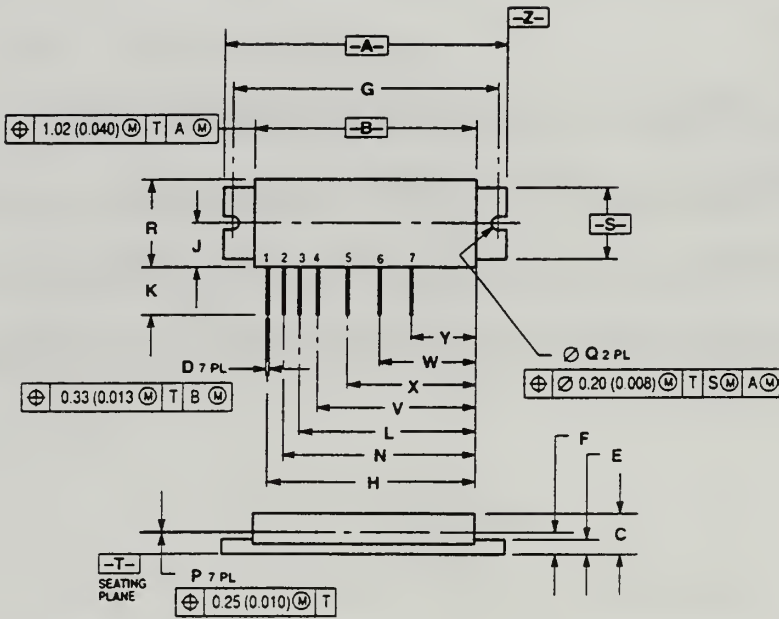 -Z-
-A-
G
⌖ 1.02 (0.040) Ⓜ T A Ⓜ
-B-
R
J
-S-
1 2 3 4 5 6 7
K
Y
D 7 PL
W
∅ Q 2 PL
X
⌖ 0.33 (0.013 Ⓜ T B Ⓜ
⌖ ∅ 0.20 (0.008) Ⓜ T S Ⓜ A Ⓜ
V
L
F
N
E
H
C
-T-
SEATING
PLANE
P 7 PL
⌖ 0.25 (0.010) Ⓜ T